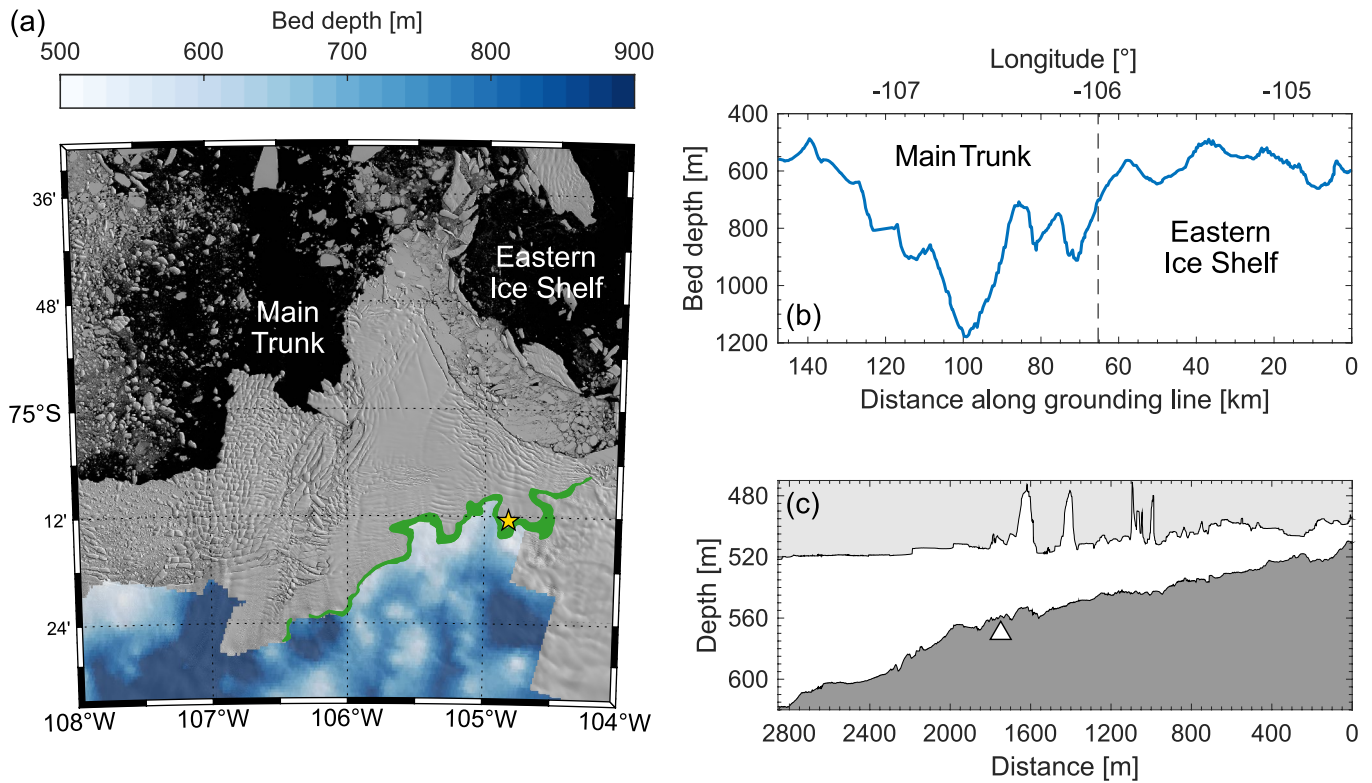 (a)
Bed depth [m]
500 600 700 800 900
36'
48'
75°S
12'
24'
Main
Trunk
Eastern
Ice Shelf
108°W 107°W 106°W 105°W 104°W
Longitude [°]
-107 -106 -105
Bed depth [m]
400
600
800
1000
1200
Main Trunk
Eastern
Ice Shelf
(b)
140 120 100 80 60 40 20 0
Distance along grounding line [km]
(c)
Depth [m]
480
520
560
600
2800 2400 2000 1600 1200 800 400 0
Distance [m]